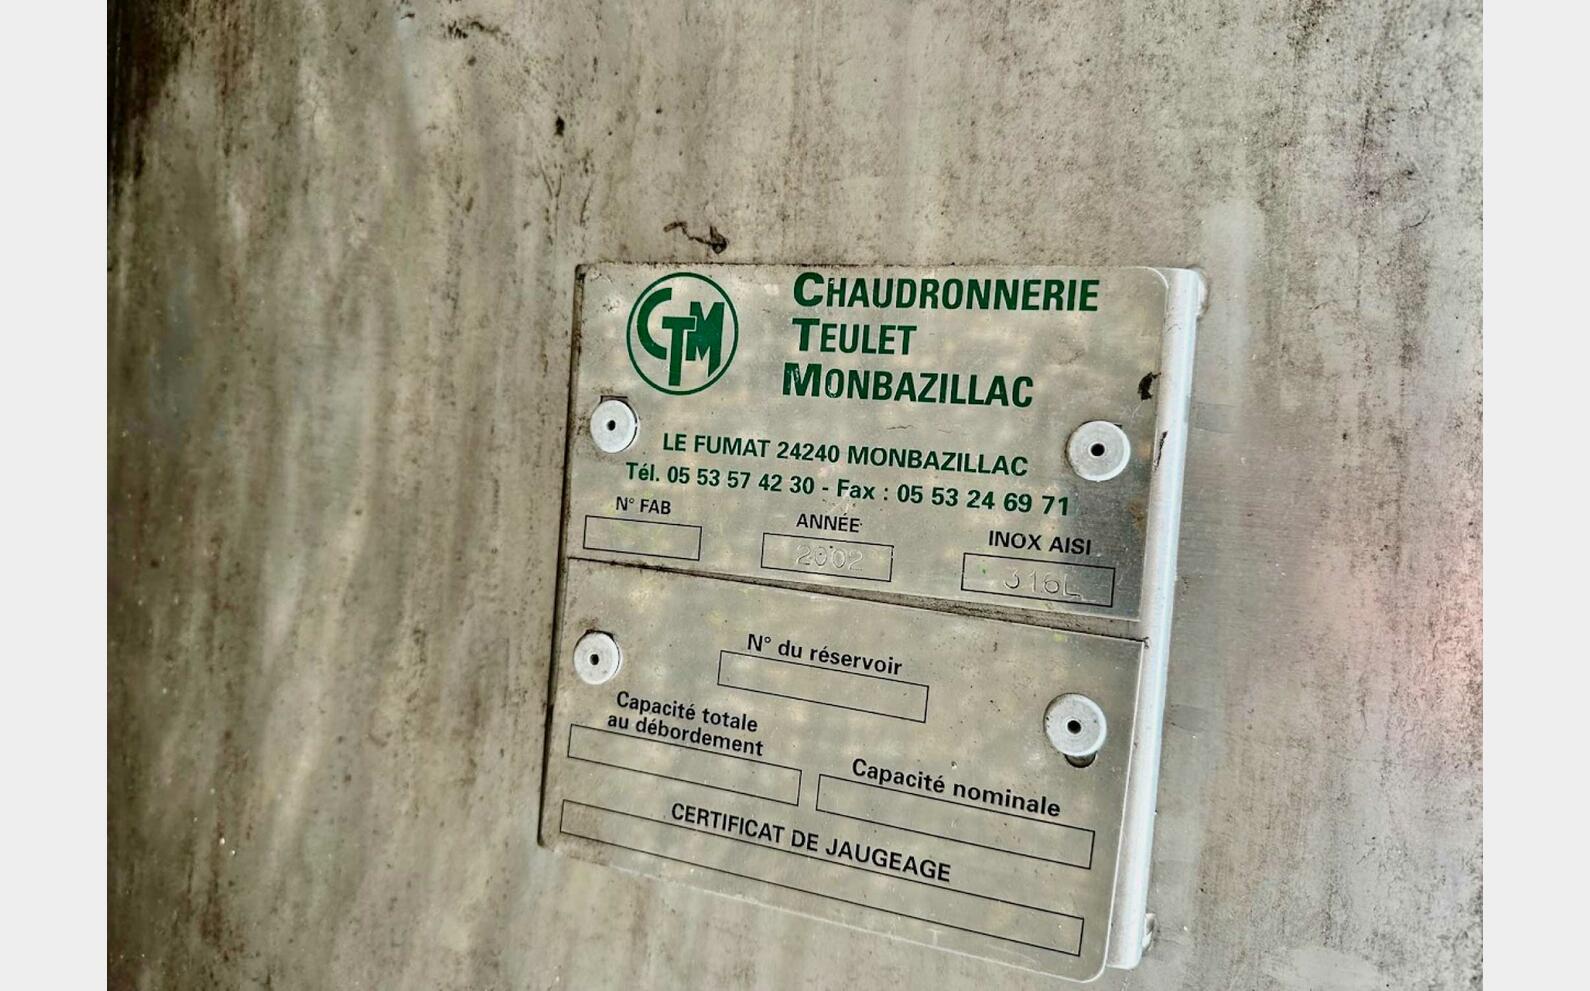 CTM
CHAUDRONNERIE
TEULET
MONBAZILLAC
LE FUMAT 24240 MONBAZILLAC
Tél. 05 53 57 42 30 - Fax : 05 53 24 69 71
N° FAB
ANNÉE
INOX AISI
2002
316L
N° du réservoir
Capacité totale
au débordement
Capacité nominale
CERTIFICAT DE JAUGEAGE